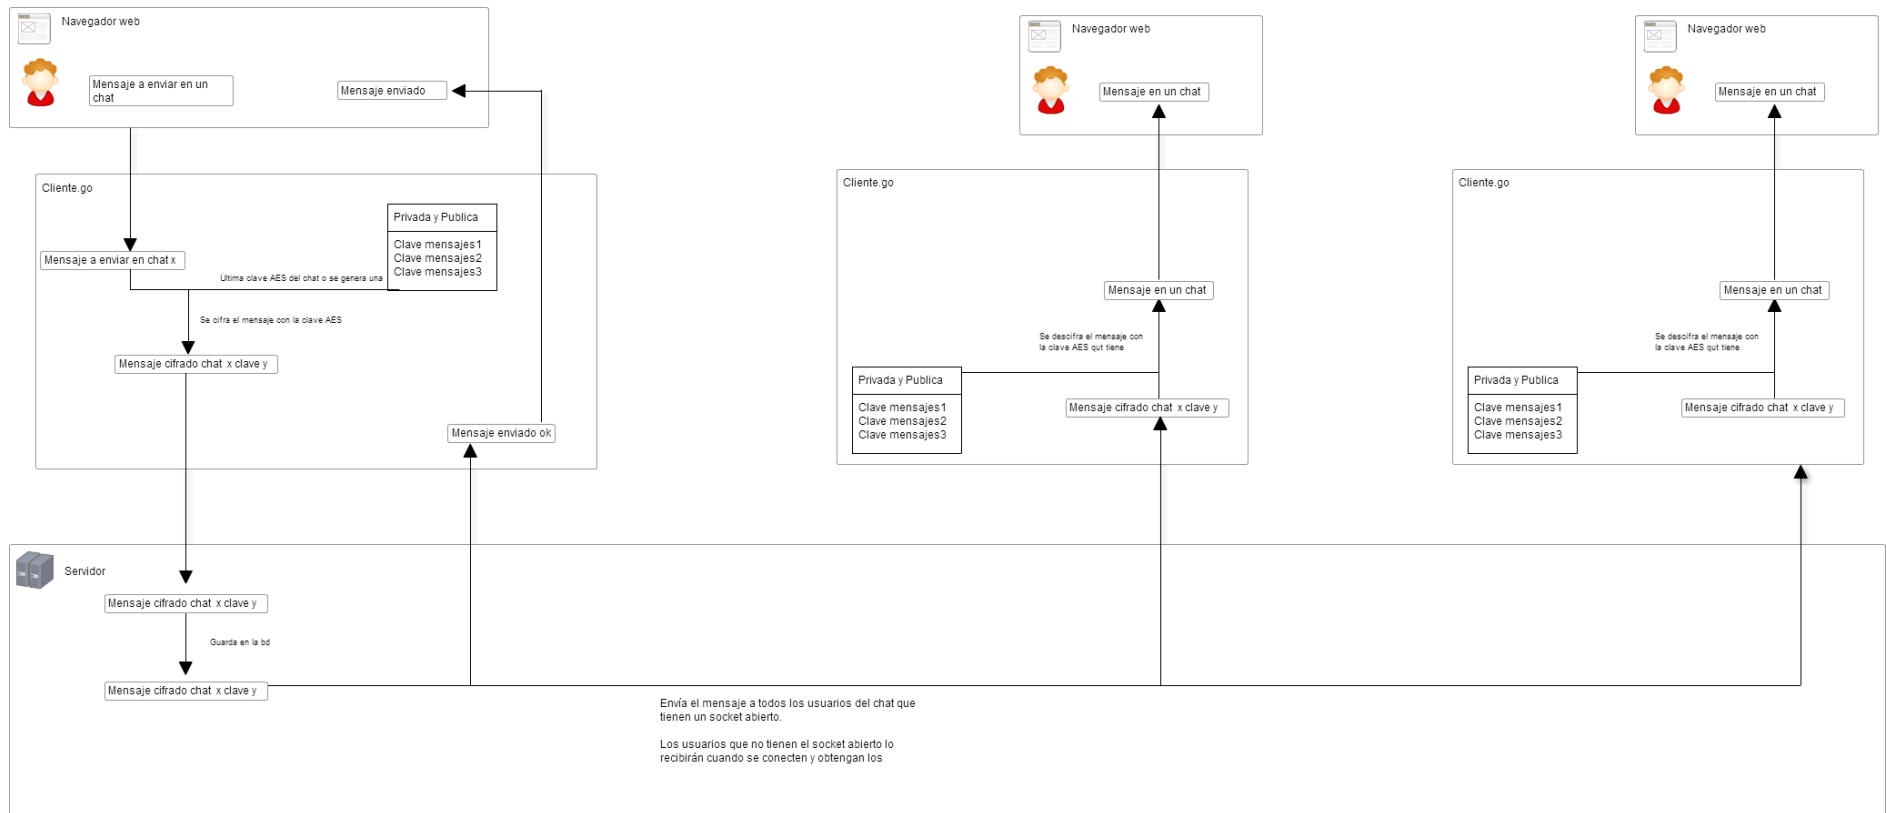 Navegador web
Mensaje a enviar en un
chat
Mensaje enviado
Cliente.go
Privada y Publica
Clave mensajes1
Clave mensajes2
Clave mensajes3
Mensaje a enviar en chat x
Última clave AES del chat o se genera una
Se cifra el mensaje con la clave AES
Mensaje cifrado chat x clave y
Mensaje enviado ok
Navegador web
Mensaje en un chat
Cliente.go
Mensaje en un chat
Se descifra el mensaje con
la clave AES qut tiene
Privada y Publica
Clave mensajes1
Clave mensajes2
Clave mensajes3
Mensaje cifrado chat x clave y
Navegador web
Mensaje en un chat
Cliente.go
Mensaje en un chat
Se descifra el mensaje con
la clave AES qut tiene
Privada y Publica
Clave mensajes1
Clave mensajes2
Clave mensajes3
Mensaje cifrado chat x clave y
Servidor
Mensaje cifrado chat x clave y
Guarda en la bd
Mensaje cifrado chat x clave y
Envía el mensaje a todos los usuarios del chat que
tienen un socket abierto.
Los usuarios que no tienen el socket abierto lo
recibirán cuando se conecten y obtengan los